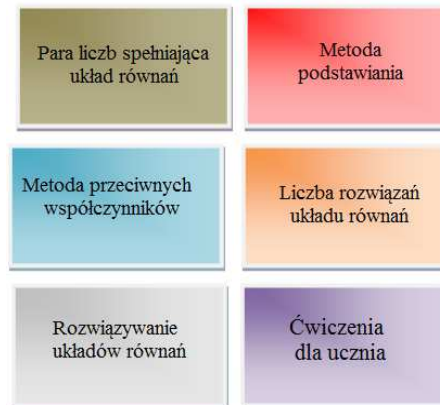 Para liczb spełniająca
układ równań
Metoda
podstawiania
Metoda przeciwnych
współczynników
Liczba rozwiązań
układu równań
Rozwiązywanie
układów równań
Ćwiczenia
dla ucznia